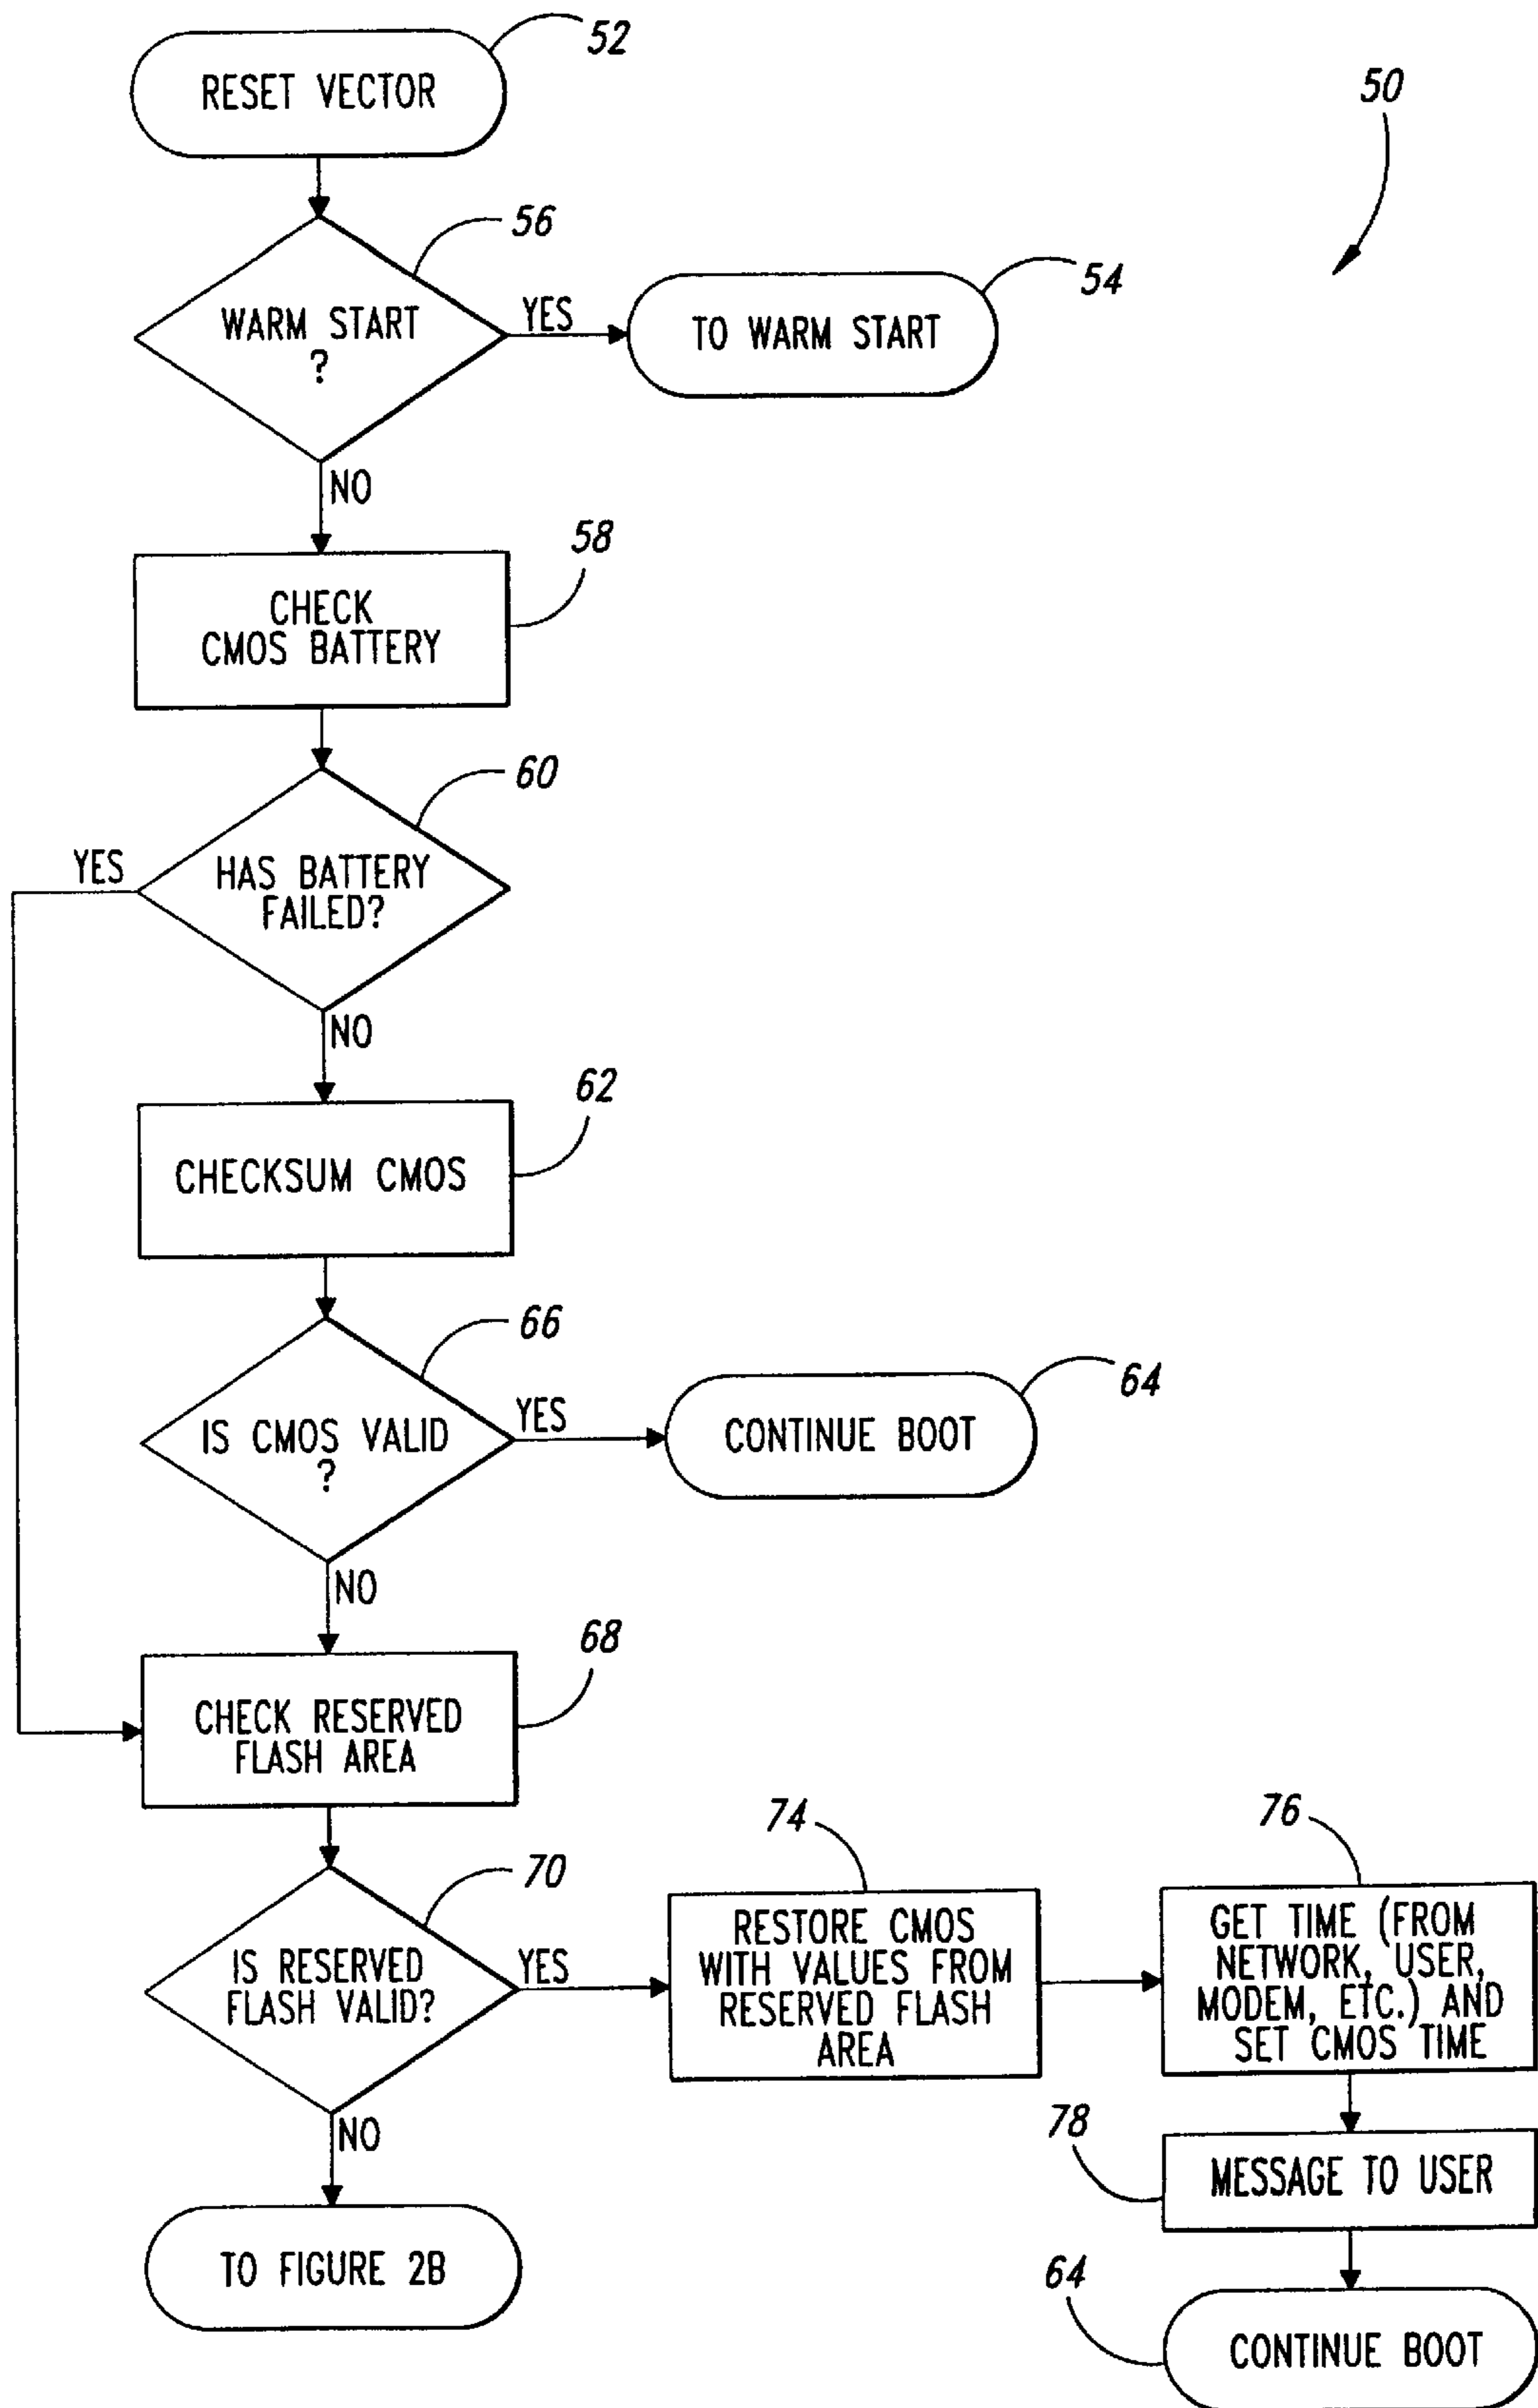 52
RESET VECTOR
50
56
54
WARM START
?
YES
TO WARM START
NO
58
CHECK
CMOS BATTERY
60
YES
HAS BATTERY
FAILED?
NO
62
CHECKSUM CMOS
66
64
IS CMOS VALID
?
YES
CONTINUE BOOT
NO
68
CHECK RESERVED
FLASH AREA
70
74
76
IS RESERVED
FLASH VALID?
YES
RESTORE CMOS
WITH VALUES FROM
RESERVED FLASH
AREA
GET TIME (FROM
NETWORK, USER,
MODEM, ETC.) AND
SET CMOS TIME
NO
78
MESSAGE TO USER
TO FIGURE 2B
64
CONTINUE BOOT